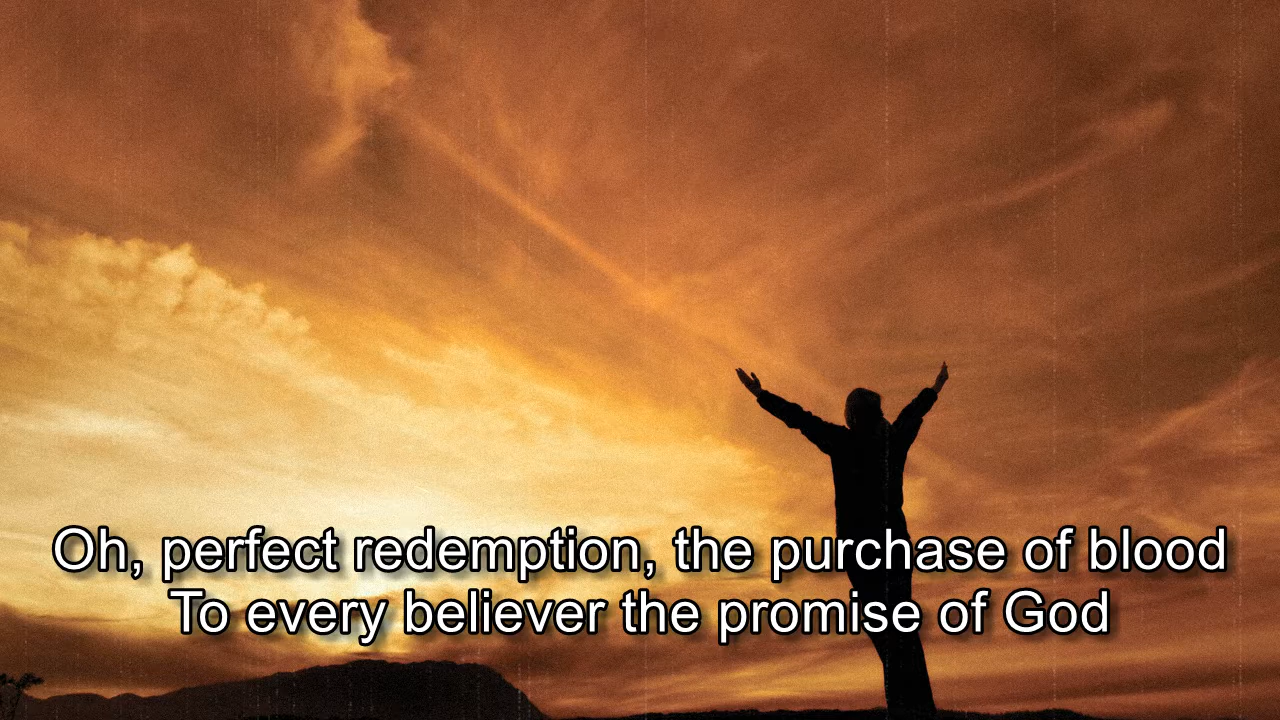 Oh, perfect redemption, the purchase of blood
To every believer the promise of God